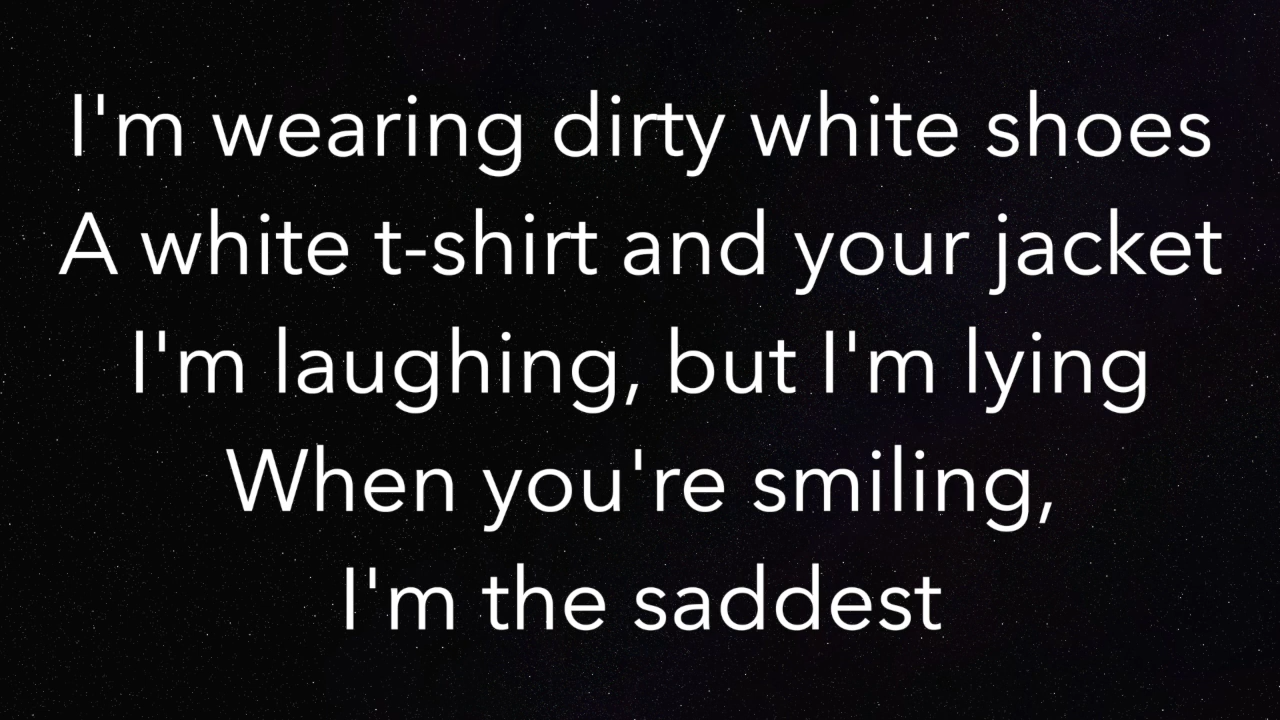 I'm wearing dirty white shoes
A white t-shirt and your jacket
I'm laughing, but I'm lying
When you're smiling,
I'm the saddest